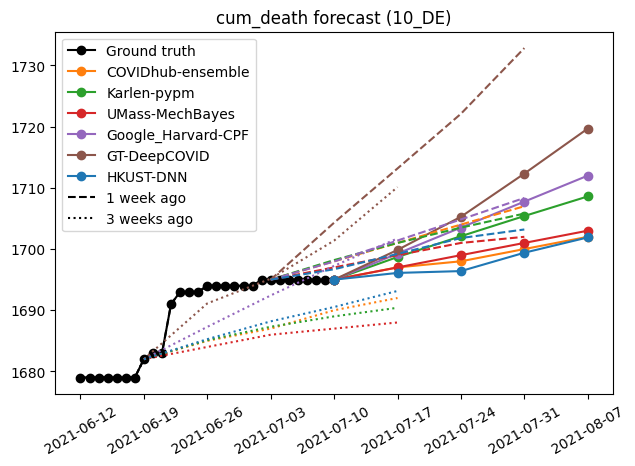 cum_death forecast (10_DE)
Ground truth
COVIDhub-ensemble
Karlen-pypm
UMass-MechBayes
Google_Harvard-CPF
GT-DeepCOVID
HKUST-DNN
1 week ago
3 weeks ago
1730
1720
1710
1700
1690
1680
2021-06-12
2021-06-19
2021-06-26
2021-07-03
2021-07-10
2021-07-17
2021-07-24
2021-07-31
2021-08-07